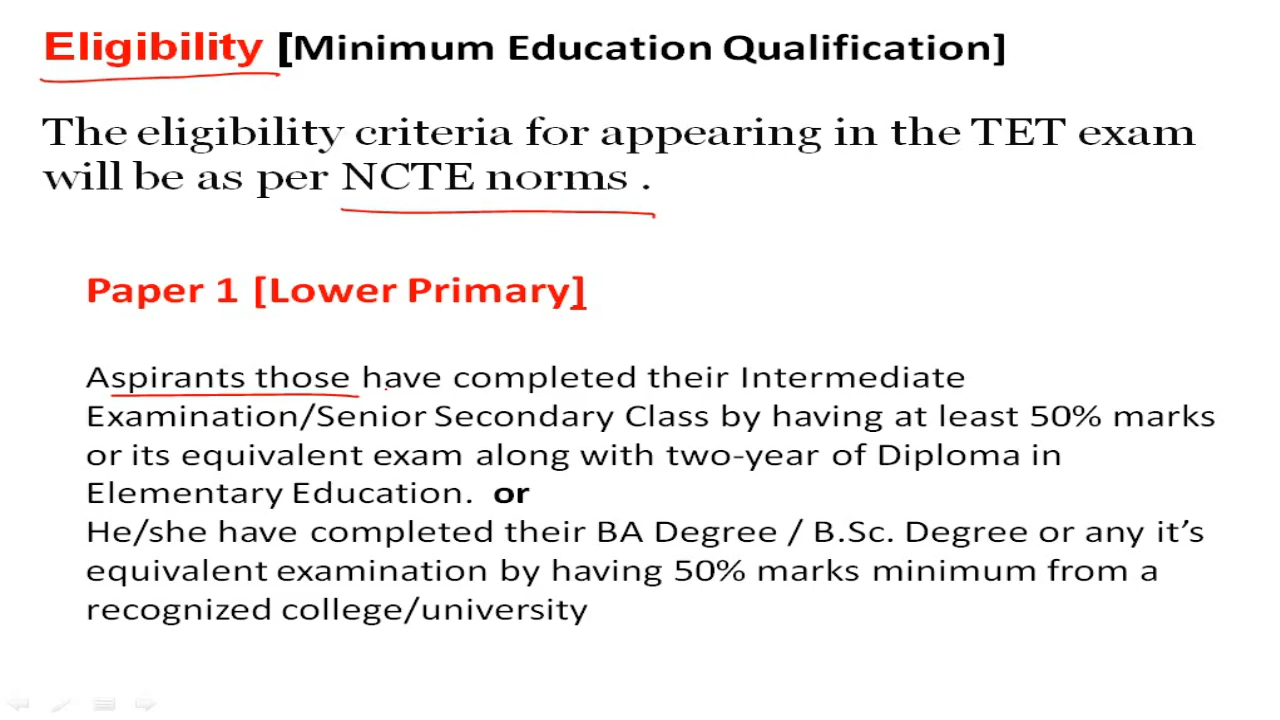 Eligibility [Minimum Education Qualification]
The eligibility criteria for appearing in the TET exam
will be as per NCTE norms .
Paper 1 [Lower Primary]
Aspirants those have completed their Intermediate
Examination/Senior Secondary Class by having at least 50% marks
or its equivalent exam along with two-year of Diploma in
Elementary Education. or
He/she have completed their BA Degree / B.Sc. Degree or any it’s
equivalent examination by having 50% marks minimum from a
recognized college/university